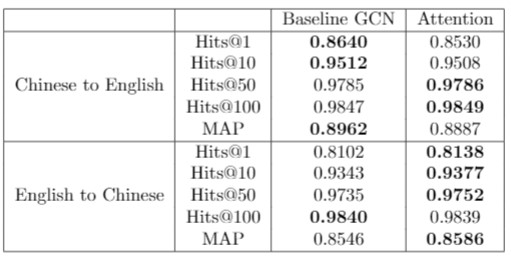 Baseline GCN Attention
Hits@1 0.8640 0.8530
Hits@10 0.9512 0.9508
Chinese to English Hits@50 0.9785 0.9786
Hits@100 0.9847 0.9849
MAP 0.8962 0.8887
Hits@1 0.8102 0.8138
Hits@10 0.9343 0.9377
English to Chinese Hits@50 0.9735 0.9752
Hits@100 0.9840 0.9839
MAP 0.8546 0.8586